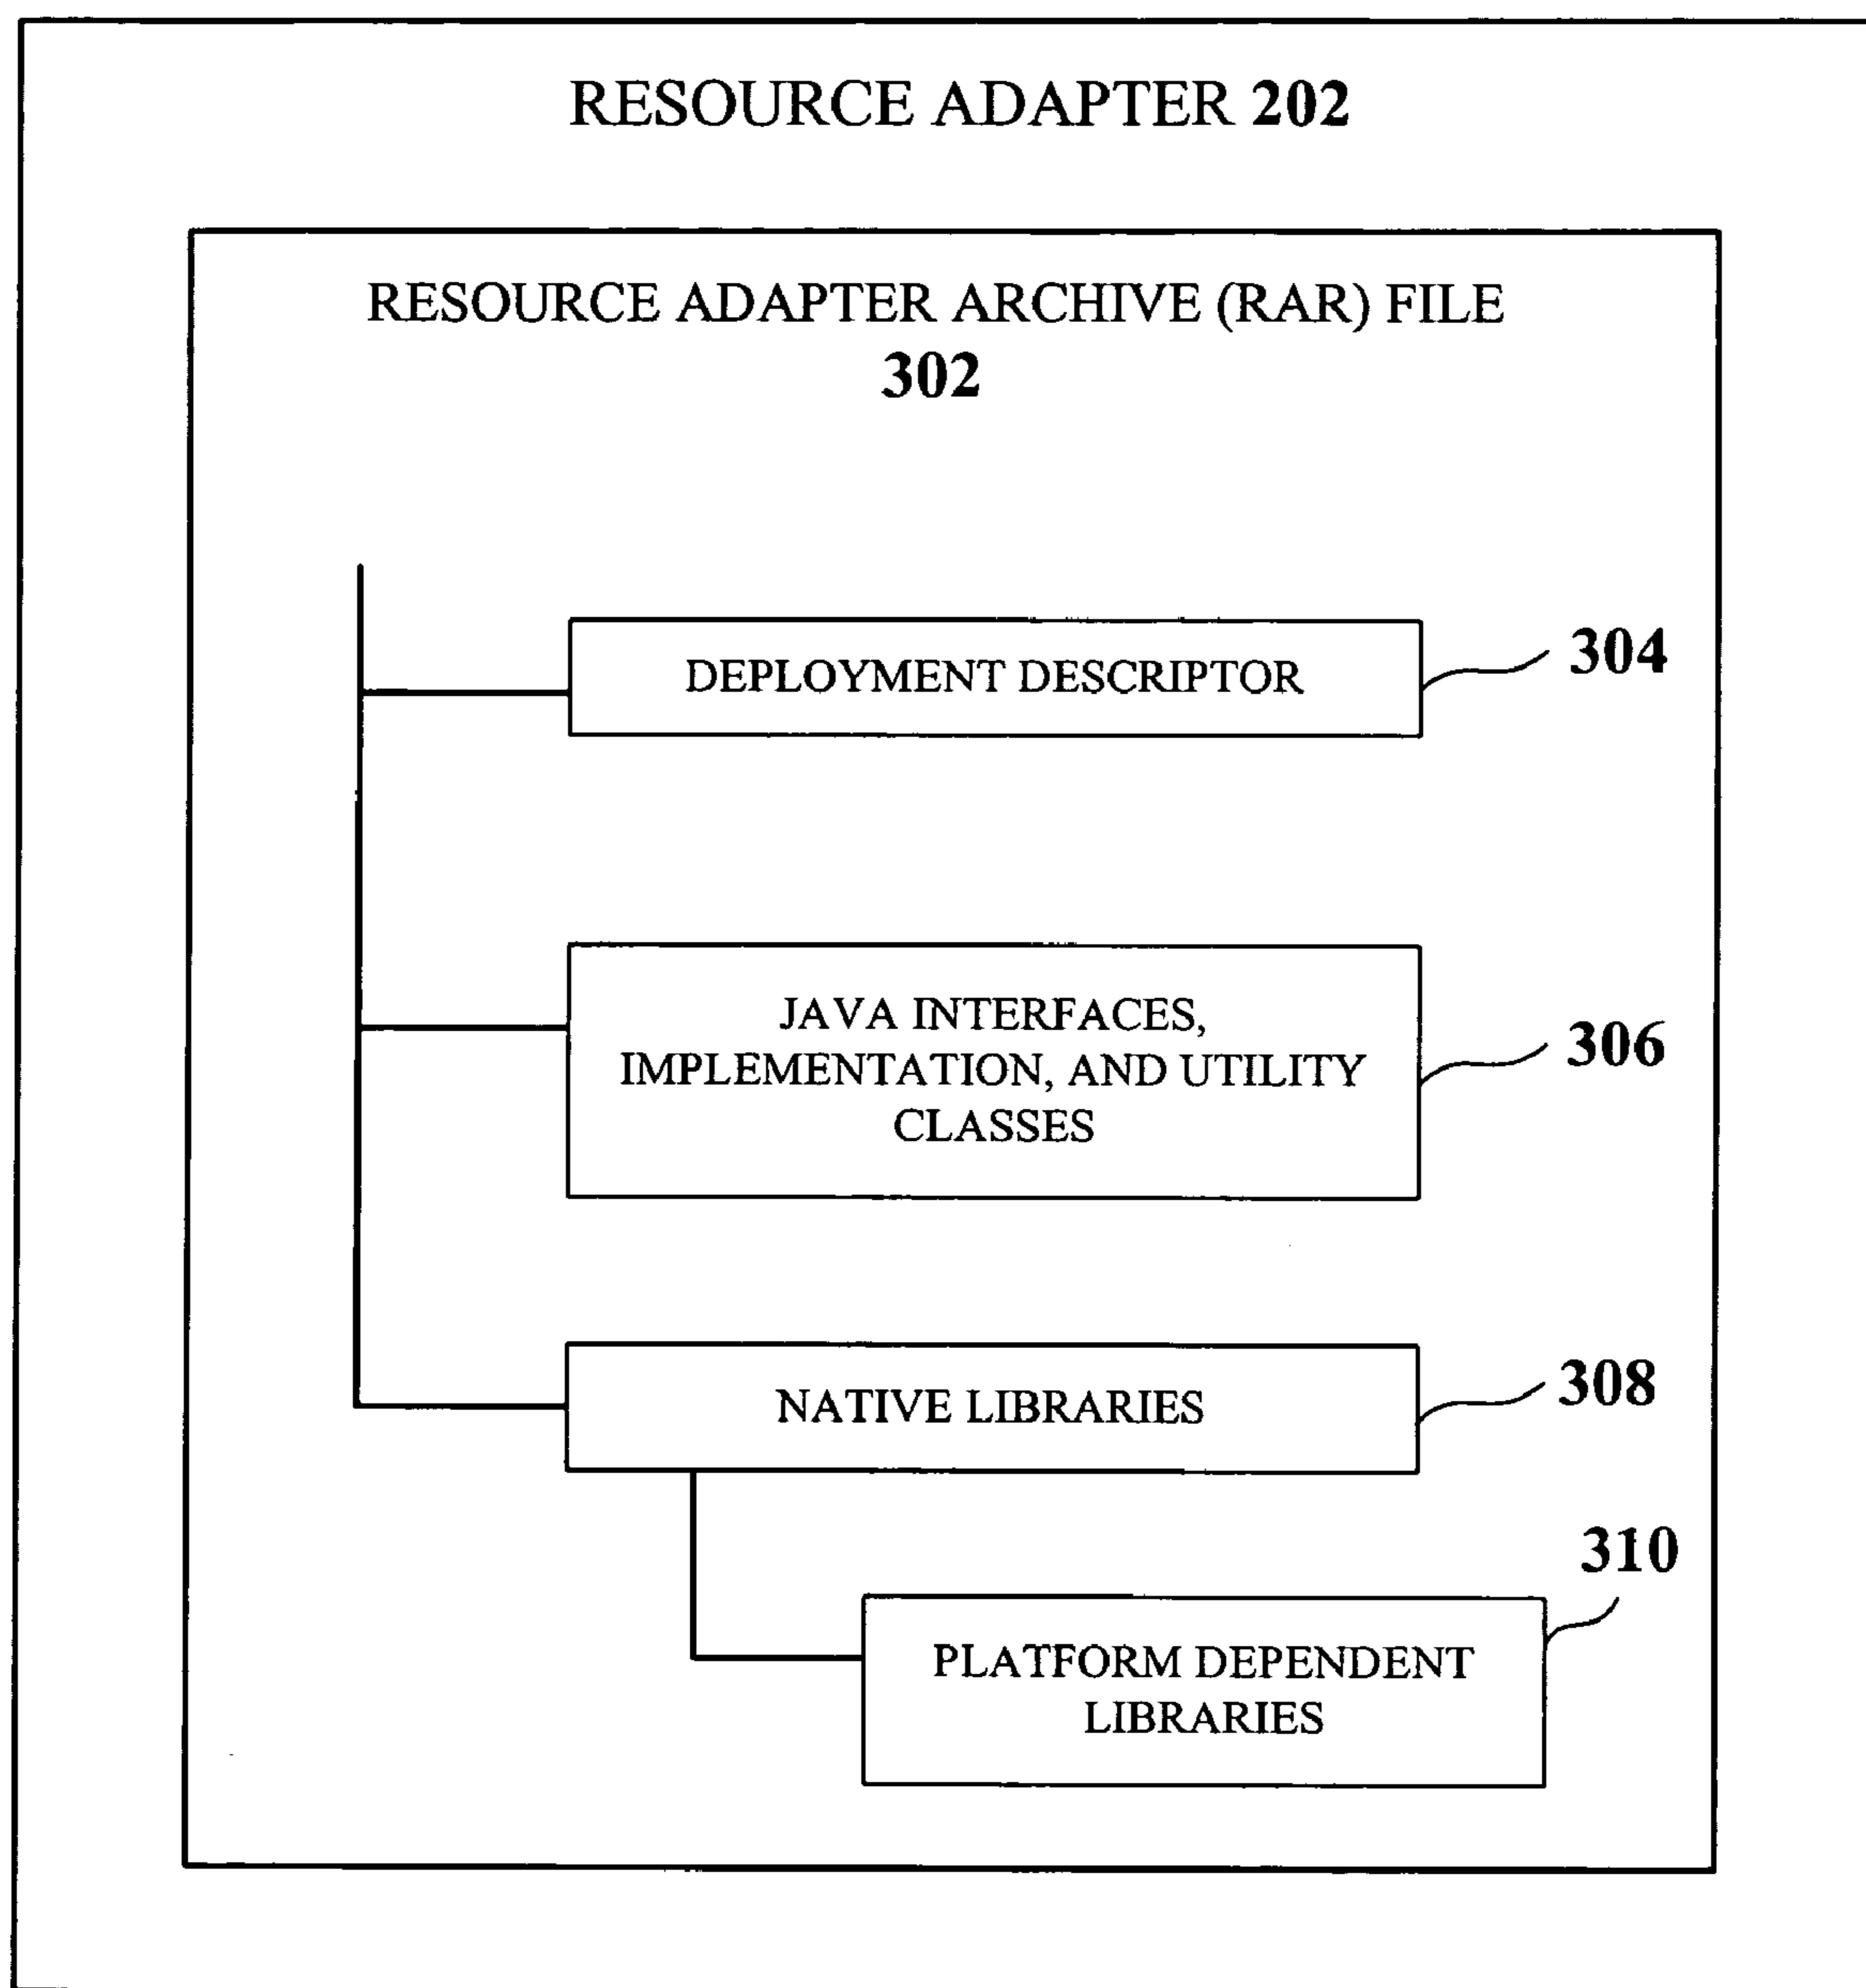 RESOURCE ADAPTER 202
RESOURCE ADAPTER ARCHIVE (RAR) FILE
302
DEPLOYMENT DESCRIPTOR
304
JAVA INTERFACES,
IMPLEMENTATION, AND UTILITY
CLASSES
306
NATIVE LIBRARIES
308
310
PLATFORM DEPENDENT
LIBRARIES